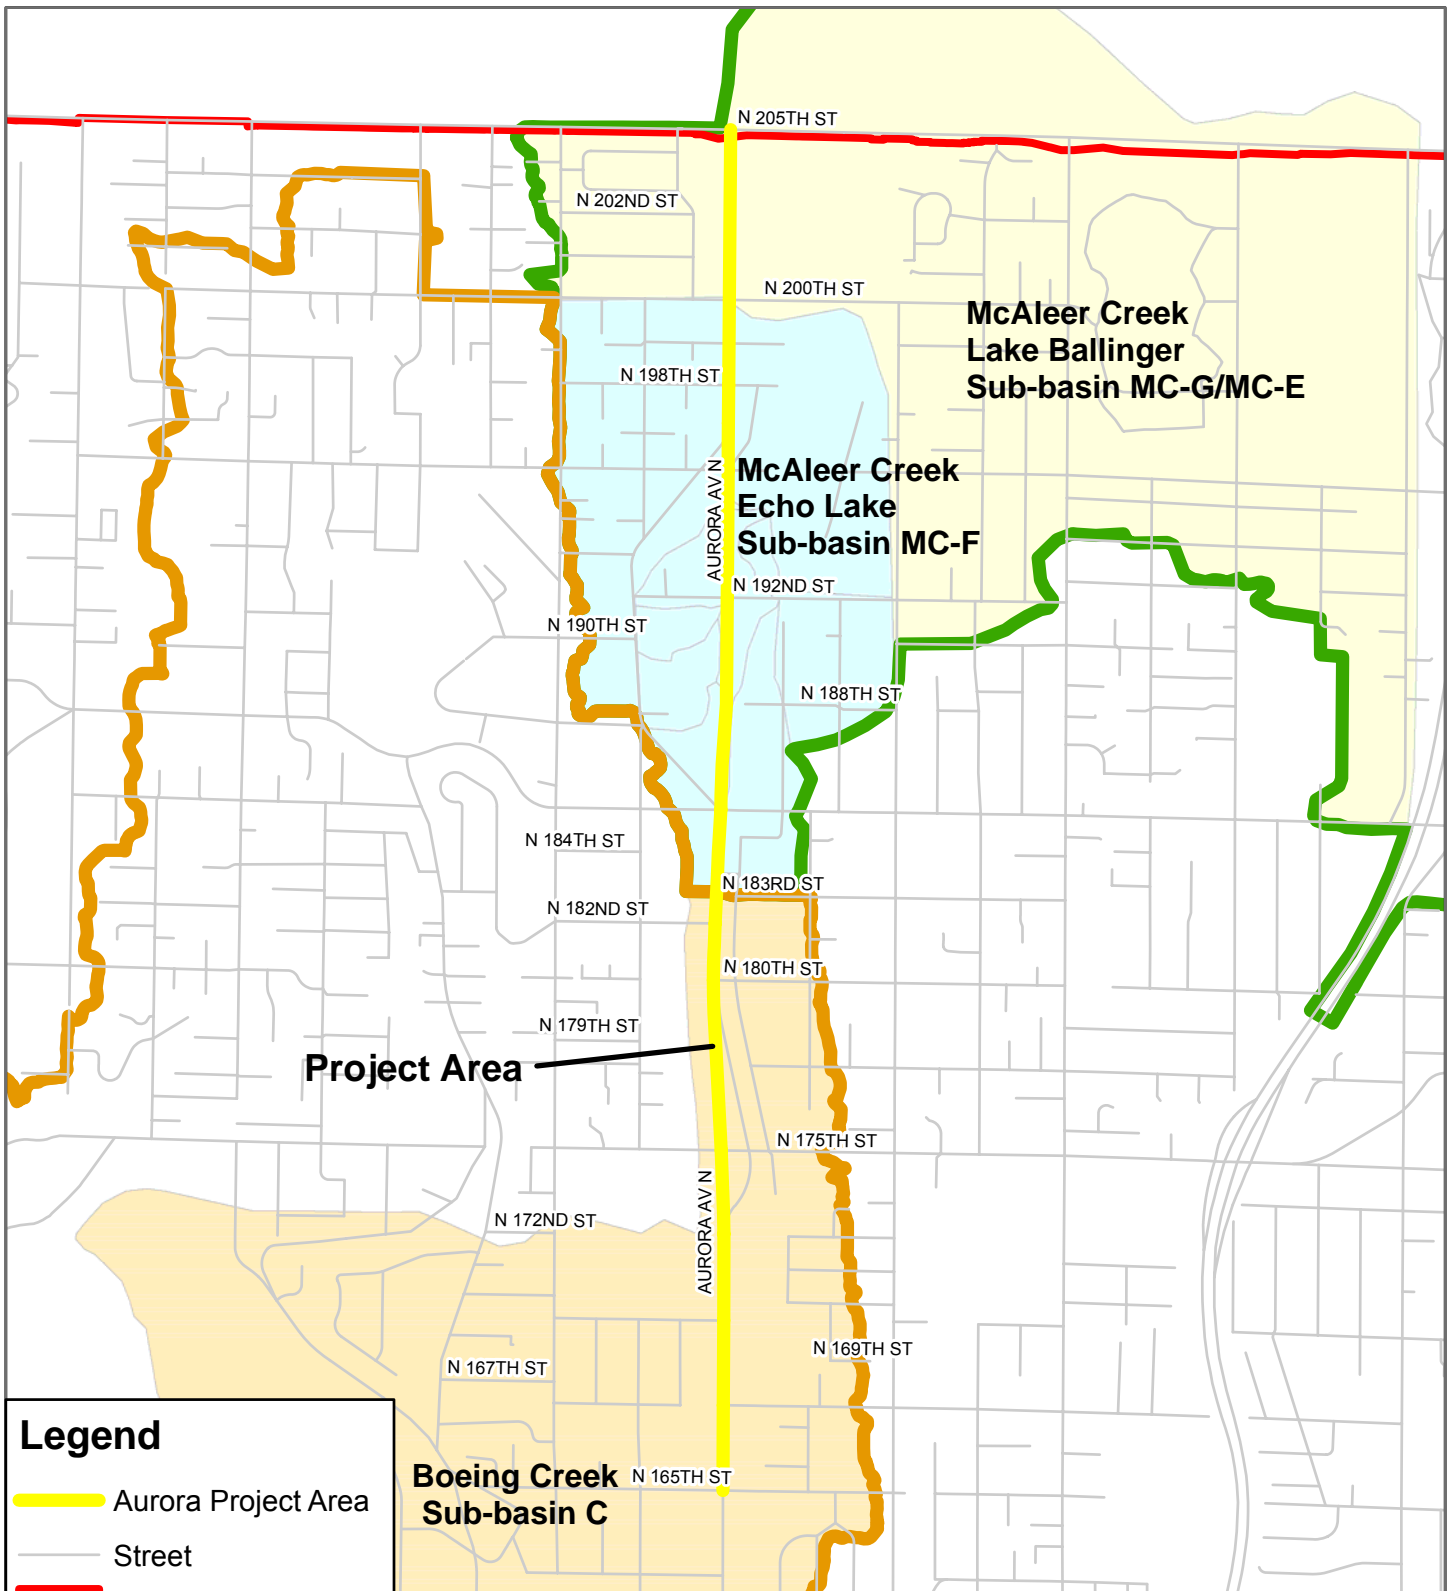 N 205TH ST
N 202ND ST
N 200TH ST
McAleer Creek
Lake Ballinger
Sub-basin MC-G/MC-E
N 198TH ST
AURORA AV N
McAleer Creek
Echo Lake
Sub-basin MC-F
N 192ND ST
N 190TH ST
N 188TH ST
N 184TH ST
N 183RD ST
N 182ND ST
N 180TH ST
N 179TH ST
Project Area
N 175TH ST
AURORA AV N
N 172ND ST
N 169TH ST
N 167TH ST
Legend
Aurora Project Area
Street
Boeing Creek
Sub-basin C
N 165TH ST